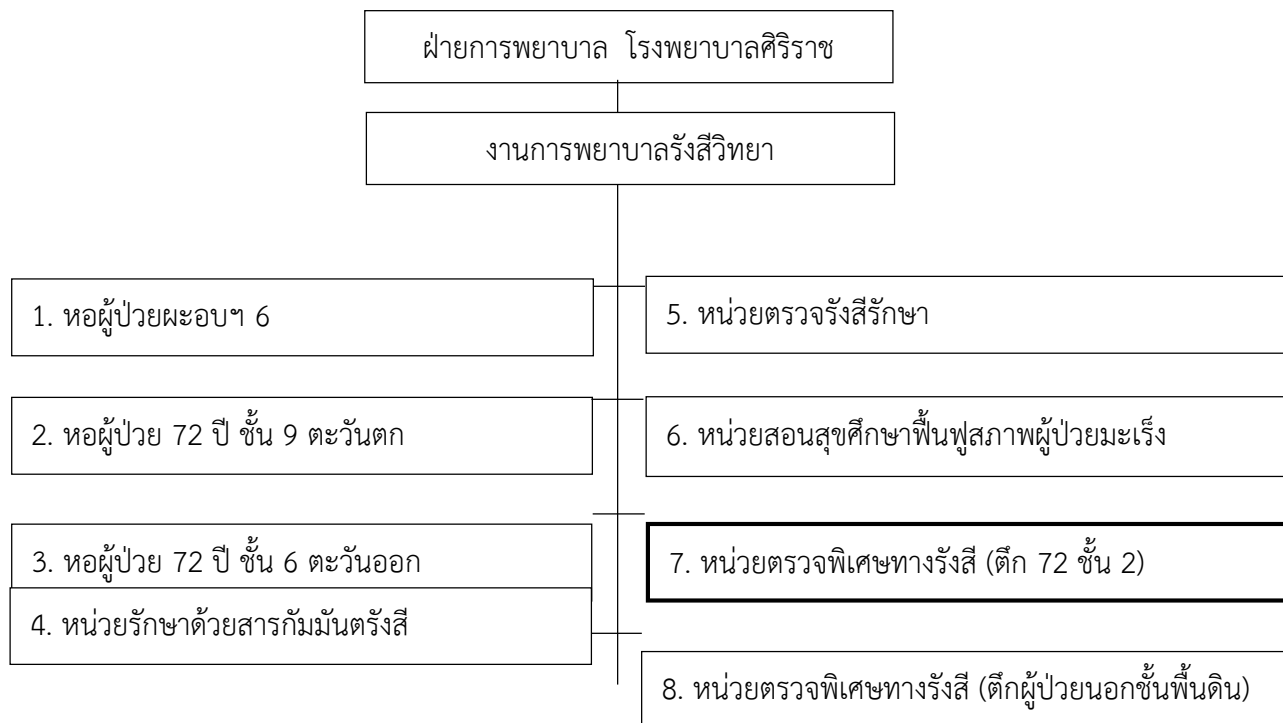 ฝ่ายการพยาบาล โรงพยาบาลศิริราช
งานการพยาบาลรังสีวิทยา
1. หอผู้ป่วยผะอบฯ 6
2. หอผู้ป่วย 72 ปี ชั้น 9 ตะวันตก
3. หอผู้ป่วย 72 ปี ชั้น 6 ตะวันออก
4. หน่วยรักษาด้วยสารกัมมันตรังสี
5. หน่วยตรวจรังสีรักษา
6. หน่วยสอนสุขศึกษาฟื้นฟูสภาพผู้ป่วยมะเร็ง
7. หน่วยตรวจพิเศษทางรังสี (ตึก 72 ชั้น 2)
8. หน่วยตรวจพิเศษทางรังสี (ตึกผู้ป่วยนอกชั้นพื้นดิน)